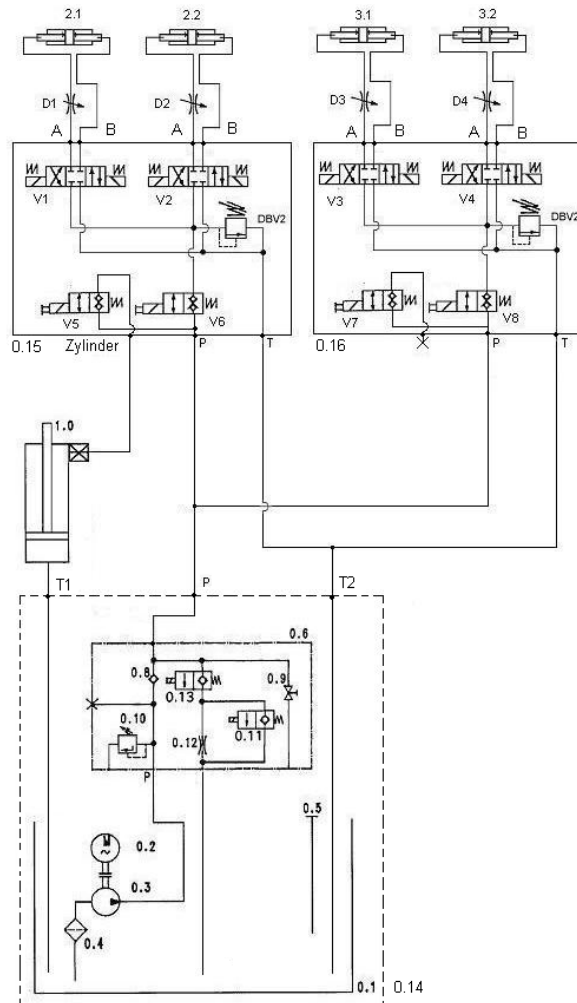 2.1 2.2 3.1 3.2
D1 D2 D3 D4
A B A B A B A B
V1 V2 V3 V4
DBV2 DBV2
V5 V6 V7 V8
0.15 Zylinder P T 0.16 P T
1.0
T1 P T2
0.6
0.8 0.9
0.13
0.10 0.11
0.12
P
0.5
M
~
0.2
0.3
0.4
0.1 0.14